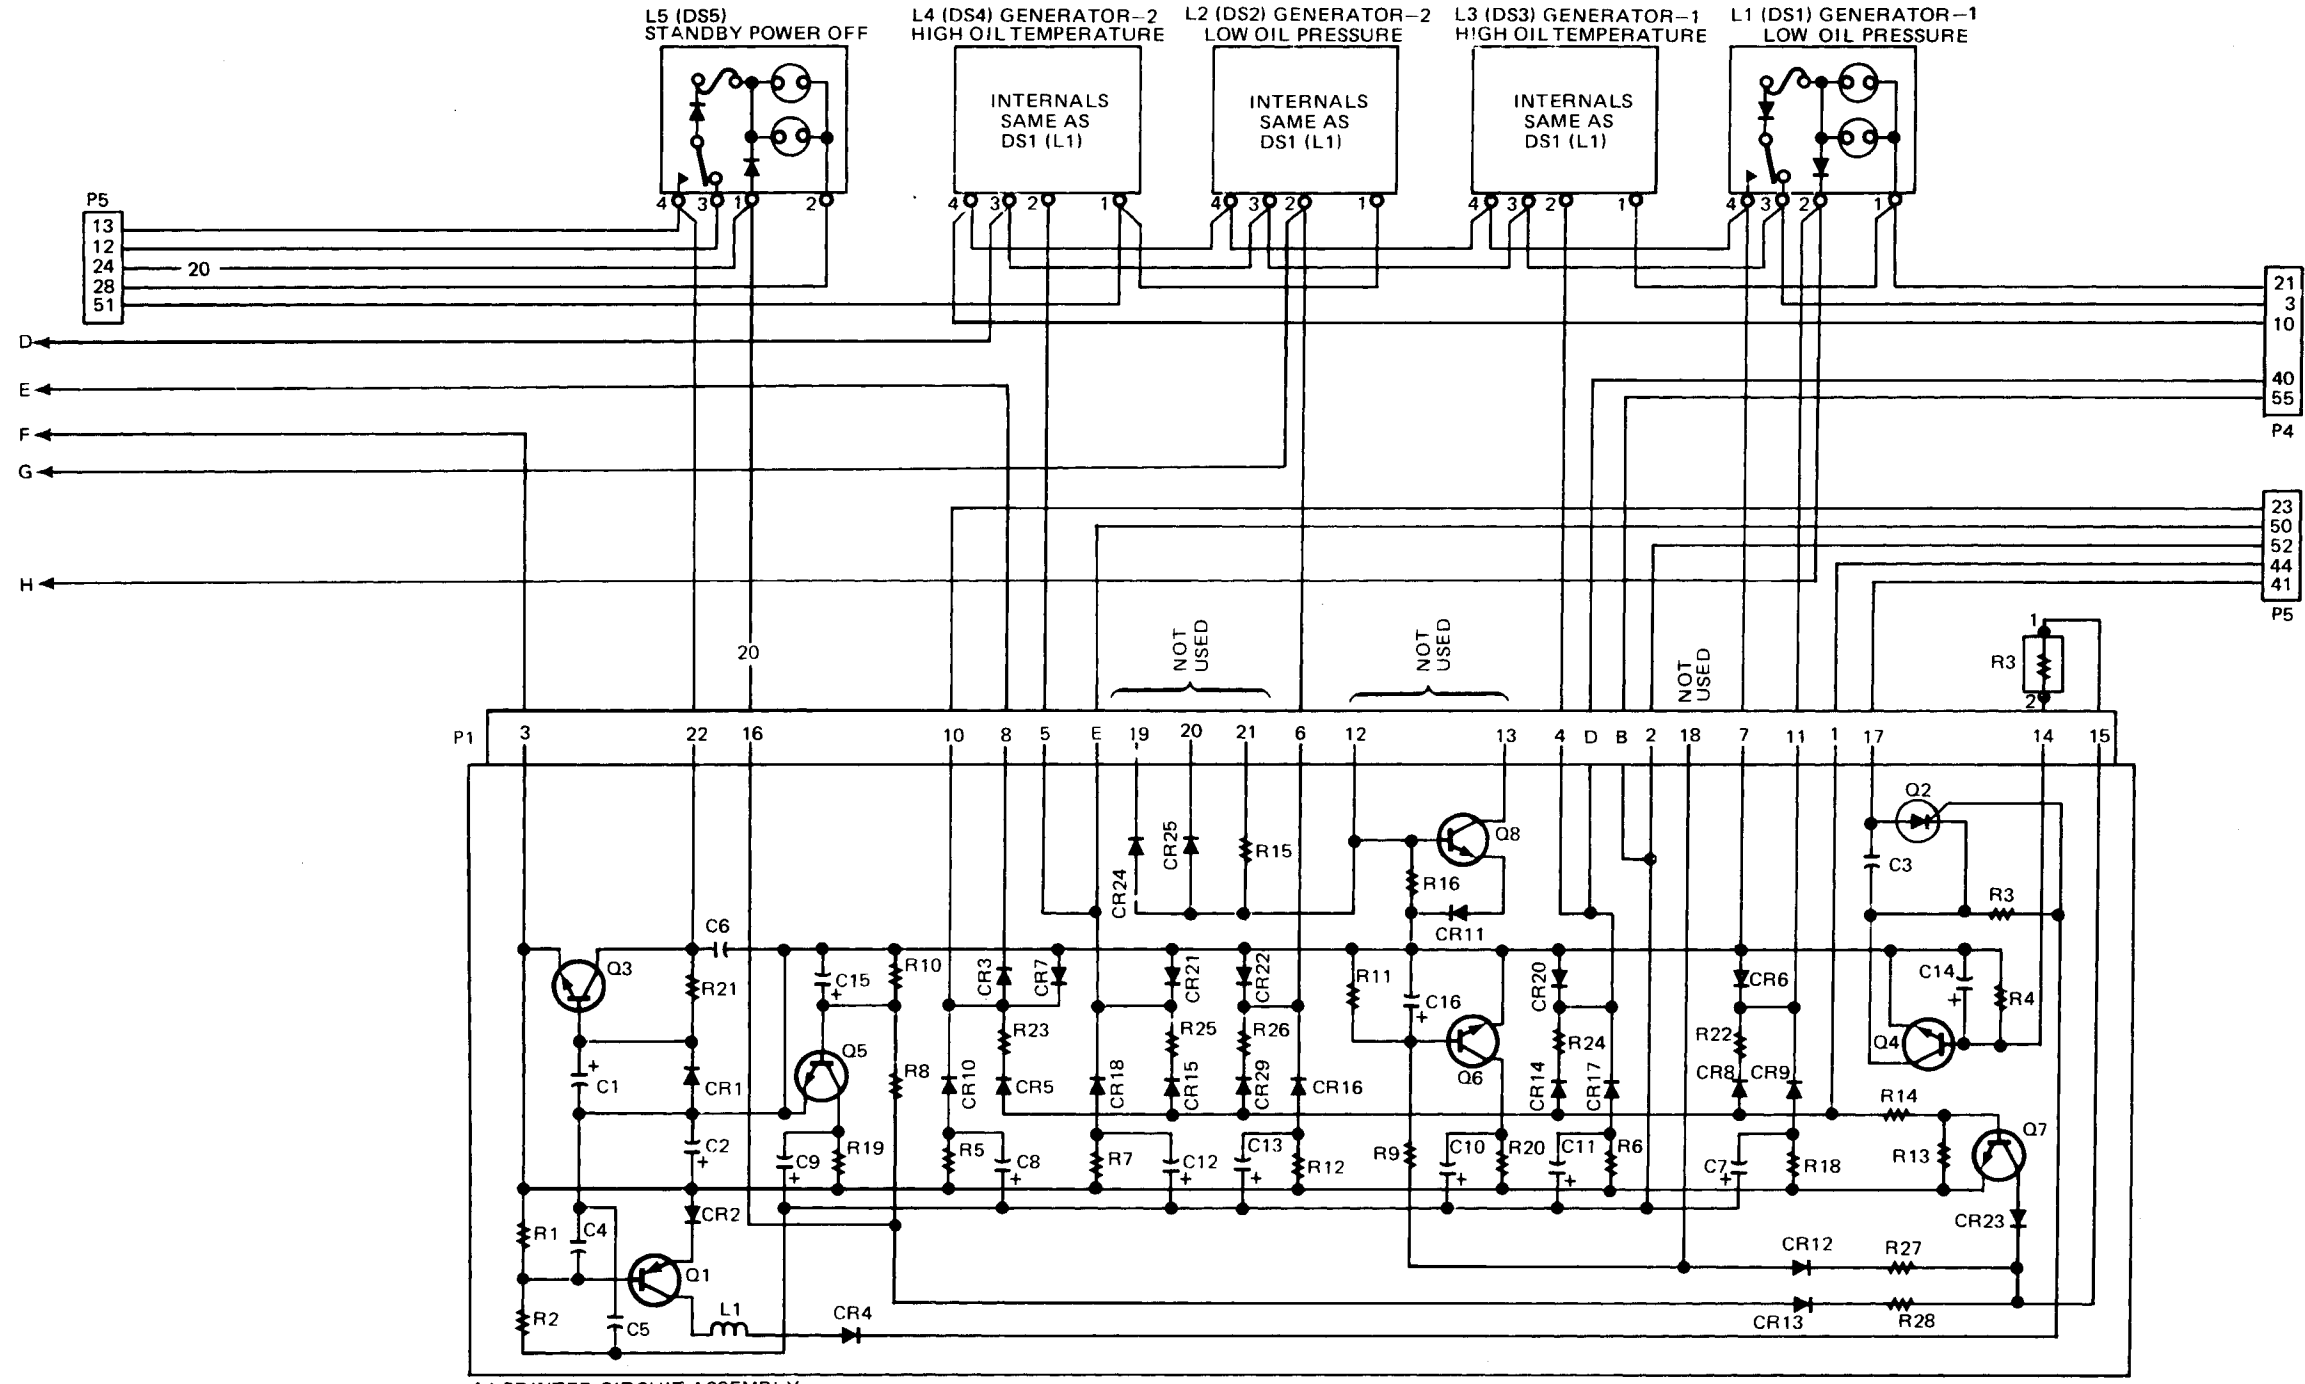 L5 (DS5)
STANDBY POWER OFF
L4 (DS4) GENERATOR-2
HIGH OIL TEMPERATURE
L2 (DS2) GENERATOR-2
LOW OIL PRESSURE
L3 (DS3) GENERATOR-1
HIGH OIL TEMPERATURE
L1 (DS1) GENERATOR-1
LOW OIL PRESSURE
INTERNALS
SAME AS
DS1 (L1)
INTERNALS
SAME AS
DS1 (L1)
INTERNALS
SAME AS
DS1 (L1)
4 3 1 2
4 3 2 1
4 3 2 1
4 3 2 1
4 3 2 1
P5
13
12
24
28
51
20
21
3
10
40
55
P4
D
E
F
G
H
23
50
52
44
41
P5
20
NOT
USED
NOT
USED
NOT
USED
1
R3
2
P1 3 22 16 10 8 5 E 19 20 21 6 12 13 4 D B 2 18 7 11 1 17 14 15
Q2
CR24
CR25
R15
Q8
C3
R16
R3
CR11
C6
Q3
R21
C15
+
R10
CR3
CR7
CR21
CR22
R11
C16
+
CR20
CR6
C14
+
R4
R23
R25
R26
R24
R22
Q5
Q6
Q4
+
C1
CR1
R8
CR10
CR5
CR18
CR15
CR29
CR16
CR14
CR17
CR8
CR9
R14
Q7
C2
+
C9
+
R19
R5
C8
+
R7
C12
+
C13
+
R12
R9
C10
+
R20
C11
+
R6
C7
+
R18
R13
R1
C4
CR2
CR23
Q1
CR12
R27
R2
C5
L1
CR4
CR13
R28
A1 PRINTED CIRCUIT ASSEMBLY